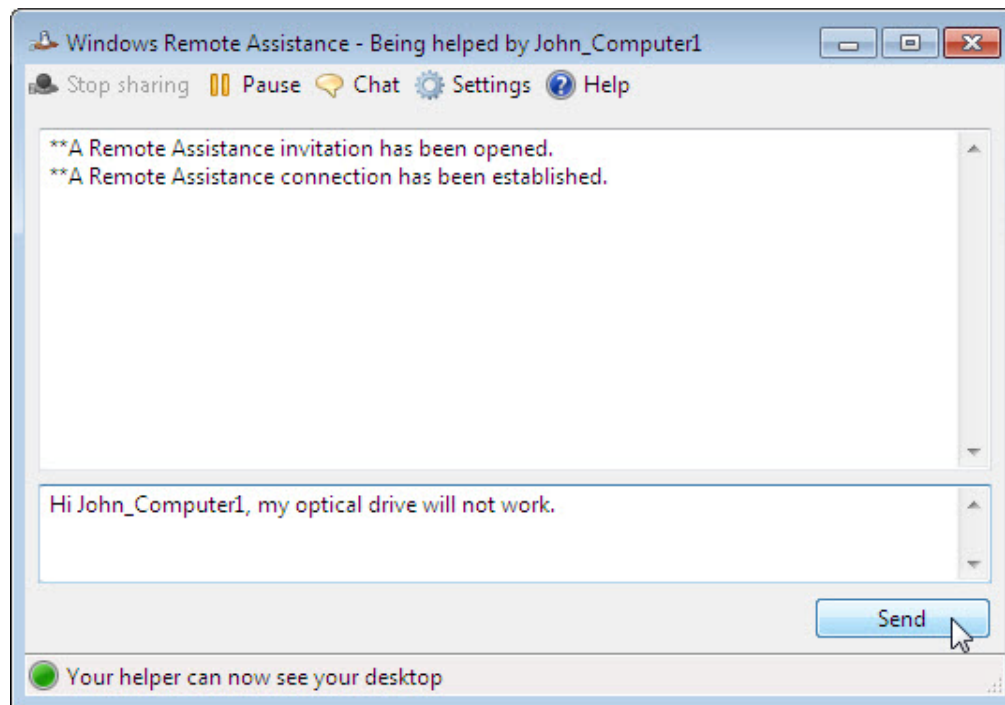 Windows Remote Assistance - Being helped by John_Computer1
Stop sharing Pause Chat Settings Help
**A Remote Assistance invitation has been opened.
**A Remote Assistance connection has been established.
Hi John_Computer1, my optical drive will not work.
Send
Your helper can now see your desktop